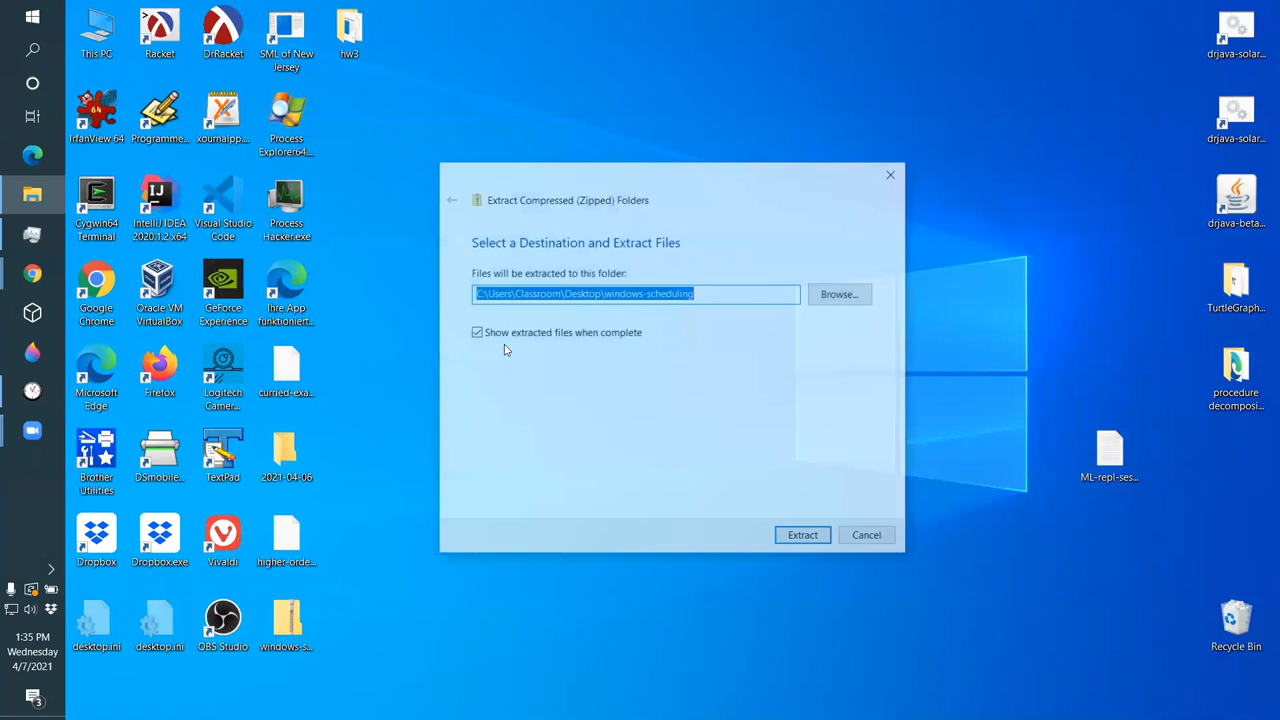 This PC
Racket
DrRacket
SML of New
Jersey
hw3
IrfanView 64
Programme...
xournalpp....
Process
Explorer64....
Cygwin64
Terminal
IntelliJ IDEA
2020.1.2 x64
Visual Studio
Code
Process
Hacker.exe
Google
Chrome
Oracle VM
VirtualBox
GeForce
Experience
Ihre App
funktioniert...
Microsoft
Edge
Firefox
Logitech
Camer...
curried-exa...
Brother
Utilities
DSmobile...
TextPad
2021-04-06
Dropbox
Dropbox.exe
Vivaldi
higher-orde...
desktop.ini
desktop.ini
OBS Studio
windows-s...
Extract Compressed (Zipped) Folders
Select a Destination and Extract Files
Files will be extracted to this folder:
C:\Users\Classroom\Desktop\windows-scheduling
Browse...
Show extracted files when complete
Extract
Cancel
drjava-solar...
drjava-solar...
drjava-beta...
TurtleGraph...
procedure
decomposi...
ML-repl-ses...
Recycle Bin
1:35 PM
Wednesday
4/7/2021
3